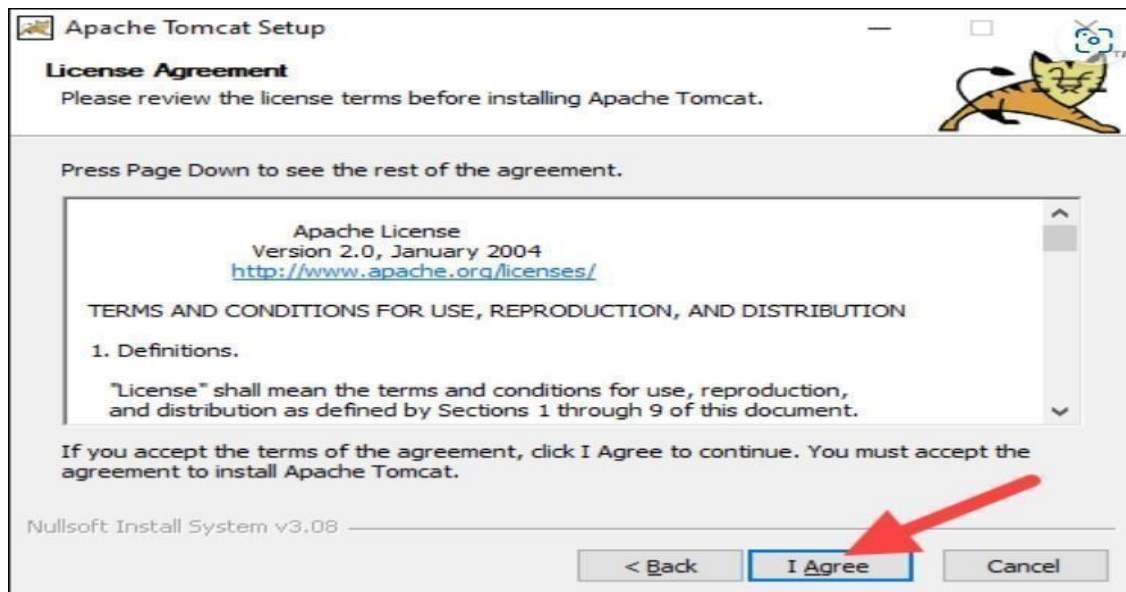 Apache Tomcat Setup
License Agreement
Please review the license terms before installing Apache Tomcat.
Press Page Down to see the rest of the agreement.
Apache License
Version 2.0, January 2004
http://www.apache.org/licenses/
TERMS AND CONDITIONS FOR USE, REPRODUCTION, AND DISTRIBUTION
1. Definitions.
"License" shall mean the terms and conditions for use, reproduction,
and distribution as defined by Sections 1 through 9 of this document.
If you accept the terms of the agreement, click I Agree to continue. You must accept the
agreement to install Apache Tomcat.
Nullsoft Install System v3.08
< Back I Agree Cancel